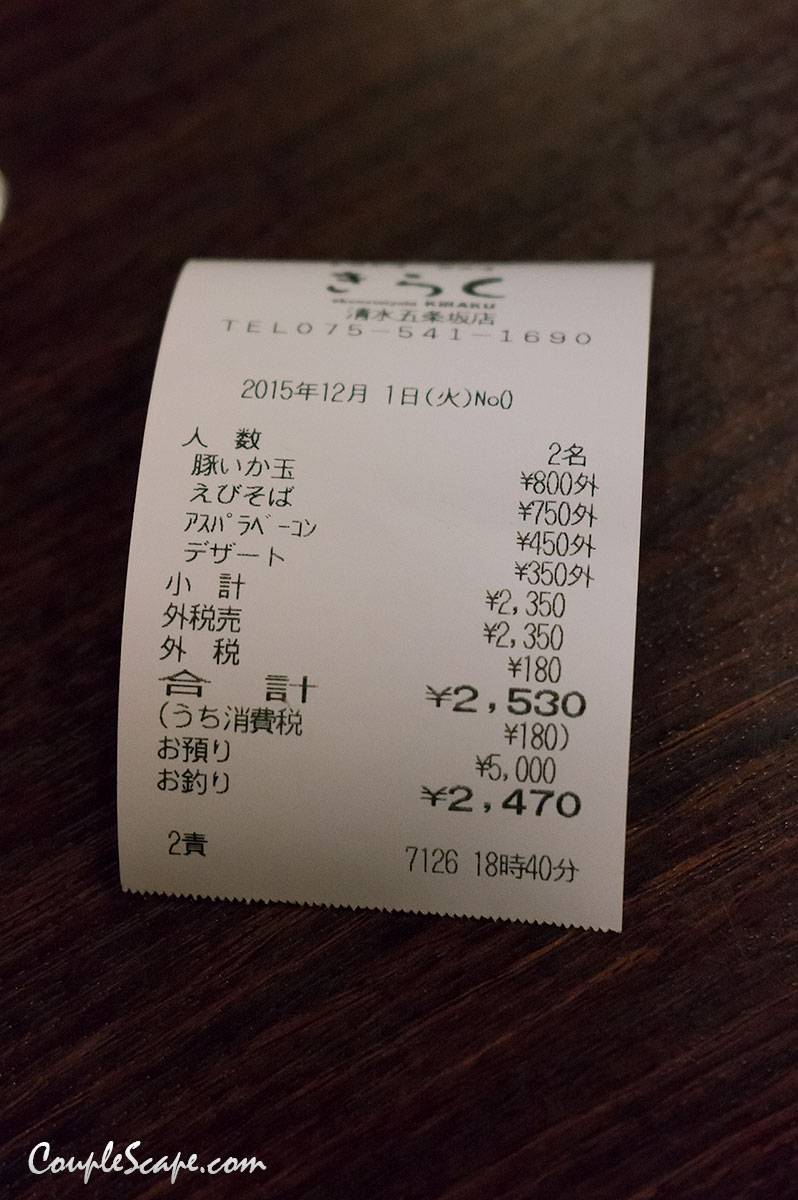 きらく
okonomiyaki KIRAKU
清水五条坂店
TEL075-541-1690
2015年12月 1日(火)No0
人 数 2名
豚いか玉 ¥800外
えびそば ¥750外
ｱｽﾊﾟﾗﾍﾞｰｺﾝ ¥450外
デザート ¥350外
小 計 ¥2,350
外税売 ¥2,350
外 税 ¥180
合 計 ¥2,530
(うち消費税 ¥180)
お預り ¥5,000
お釣り ¥2,470
2責 7126 18時40分
CoupleScape.com